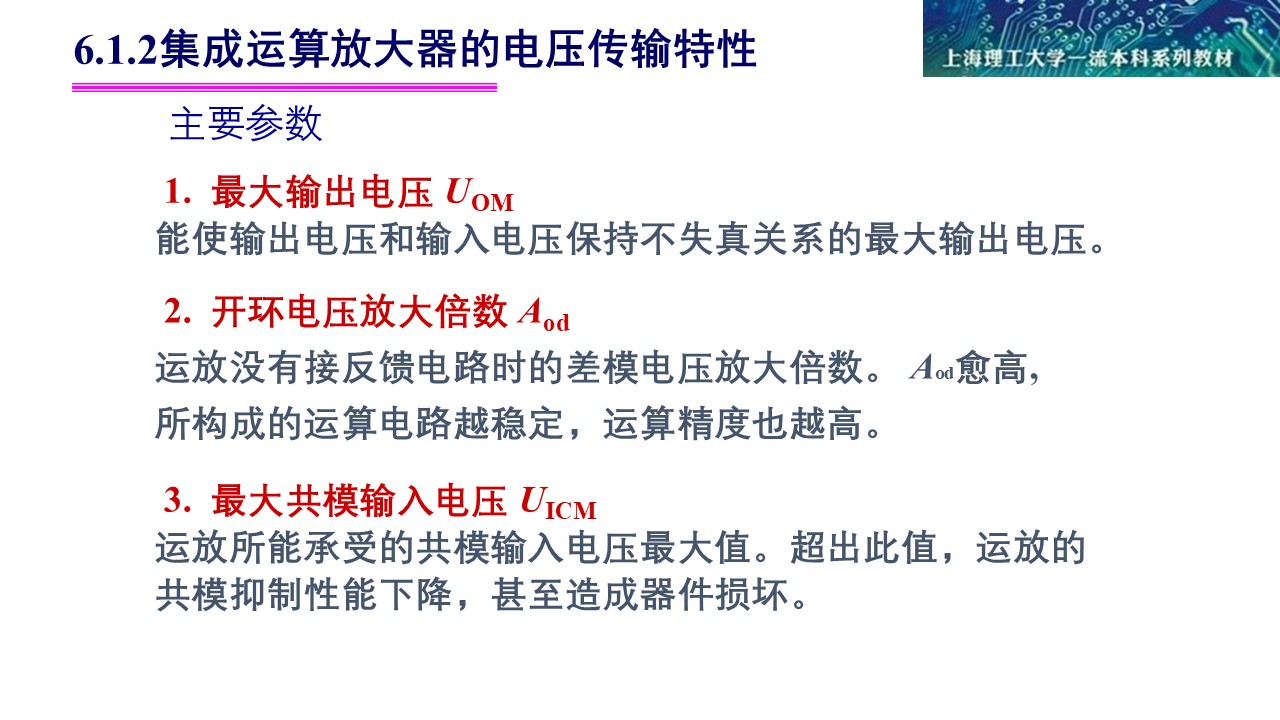 6.1.2集成运算放大器的电压传输特性
上海理工大学一流本科系列教材
主要参数
1. 最大输出电压 UOM
能使输出电压和输入电压保持不失真关系的最大输出电压。
2. 开环电压放大倍数 Aod
运放没有接反馈电路时的差模电压放大倍数。 Aod愈高,
所构成的运算电路越稳定，运算精度也越高。
3. 最大共模输入电压 UICM
运放所能承受的共模输入电压最大值。超出此值，运放的
共模抑制性能下降，甚至造成器件损坏。